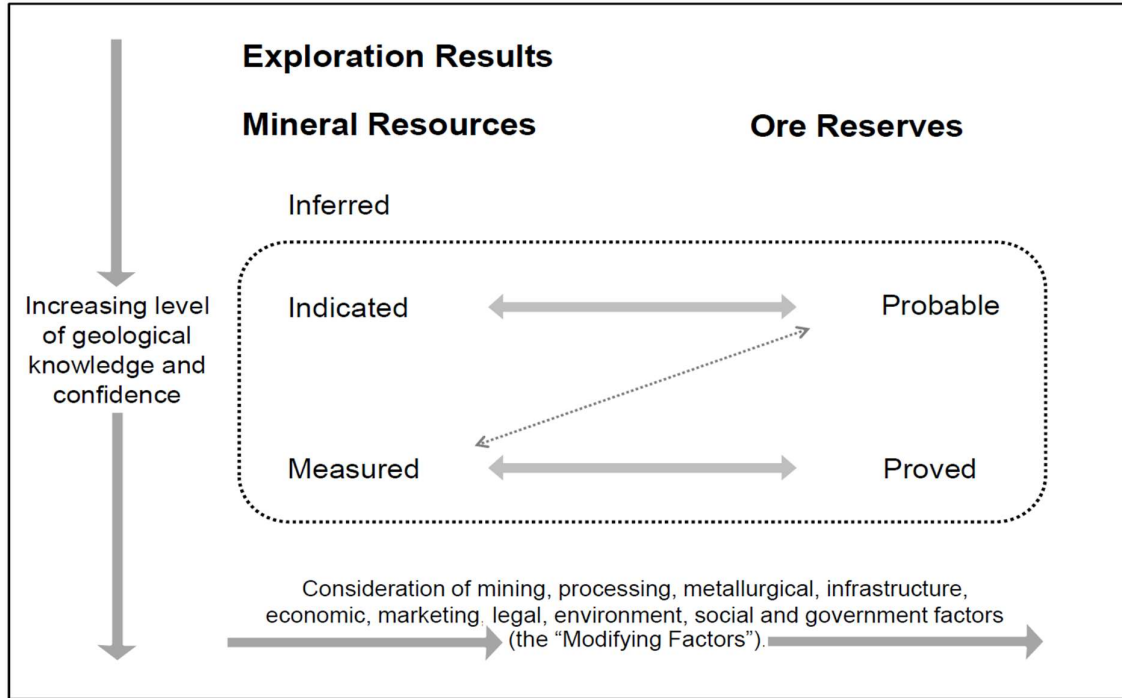 Exploration Results
Mineral Resources
Ore Reserves
Inferred
Increasing level
of geological
knowledge and
confidence
Indicated
Probable
Measured
Proved
Consideration of mining, processing, metallurgical, infrastructure,
economic, marketing, legal, environment, social and government factors
(the “Modifying Factors”).